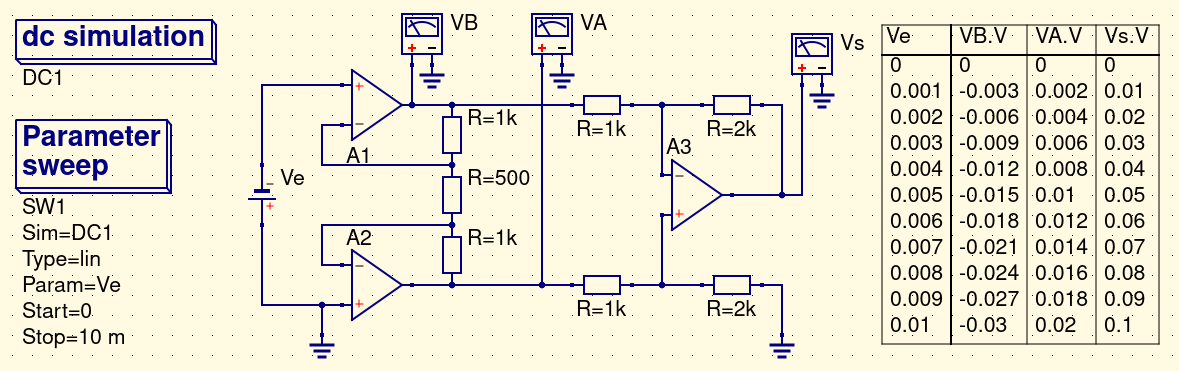 dc simulation
DC1
Parameter
sweep
SW1
Sim=DC1
Type=lin
Param=Ve
Start=0
Stop=10 m
VB
VA
Vs
+ −
+ −
+ −
+
−
A1
R=1k
R=1k
R=2k
−
+
Ve
R=500
A3
−
+
A2
R=1k
−
+
R=1k
R=2k
Ve VB.V VA.V Vs.V
0 0 0 0
0.001 -0.003 0.002 0.01
0.002 -0.006 0.004 0.02
0.003 -0.009 0.006 0.03
0.004 -0.012 0.008 0.04
0.005 -0.015 0.01 0.05
0.006 -0.018 0.012 0.06
0.007 -0.021 0.014 0.07
0.008 -0.024 0.016 0.08
0.009 -0.027 0.018 0.09
0.01 -0.03 0.02 0.1